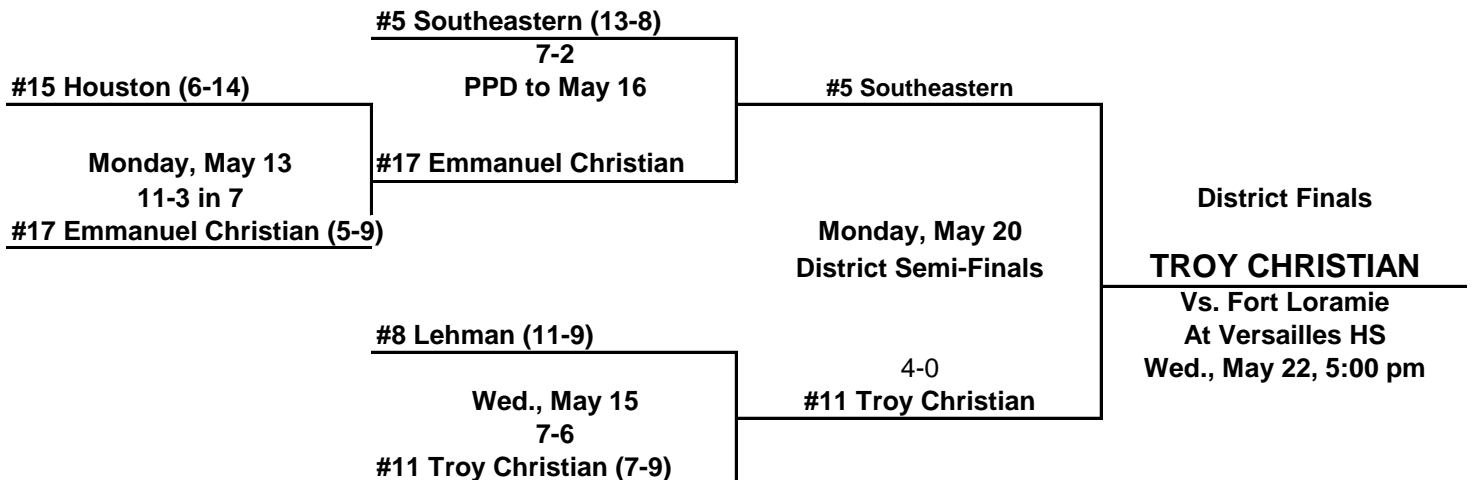 #5 Southeastern (13-8)
7-2
PPD to May 16
#15 Houston (6-14)
#5 Southeastern
Monday, May 13
11-3 in 7
#17 Emmanuel Christian
#17 Emmanuel Christian (5-9)
Monday, May 20
District Semi-Finals
District Finals
TROY CHRISTIAN
Vs. Fort Loramie
At Versailles HS
Wed., May 22, 5:00 pm
#8 Lehman (11-9)
4-0
#11 Troy Christian
Wed., May 15
7-6
#11 Troy Christian (7-9)